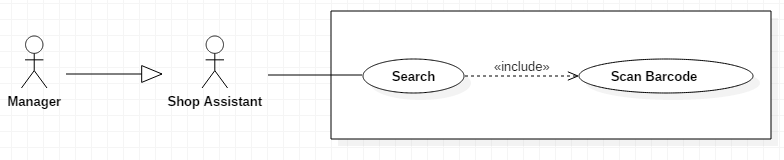 «include»
Search
Scan Barcode
Manager
Shop Assistant